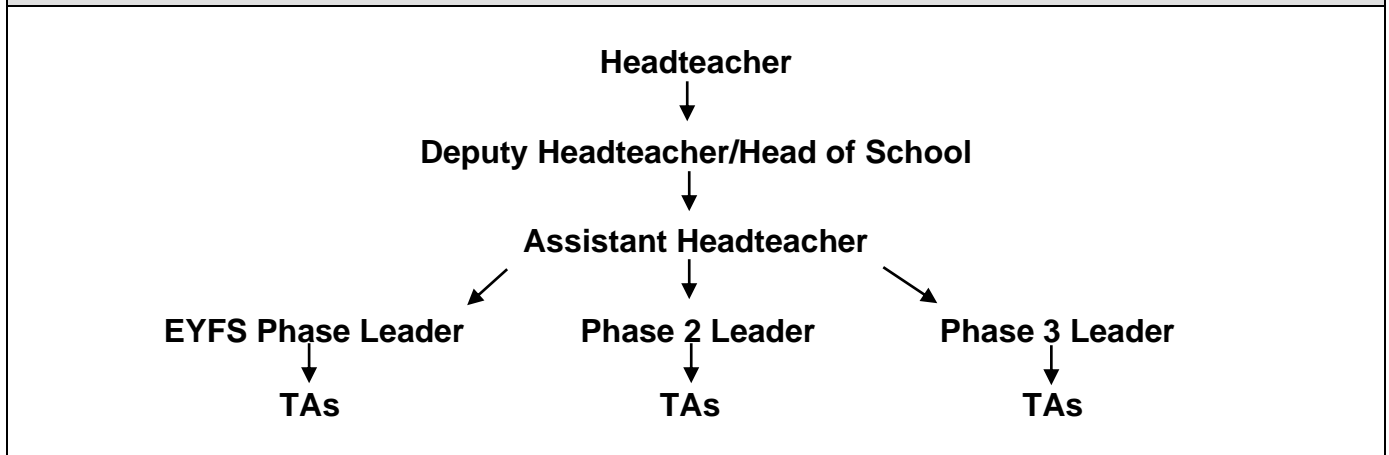 Headteacher
Deputy Headteacher/Head of School
Assistant Headteacher
EYFS Phase Leader Phase 2 Leader Phase 3 Leader
TAs TAs TAs